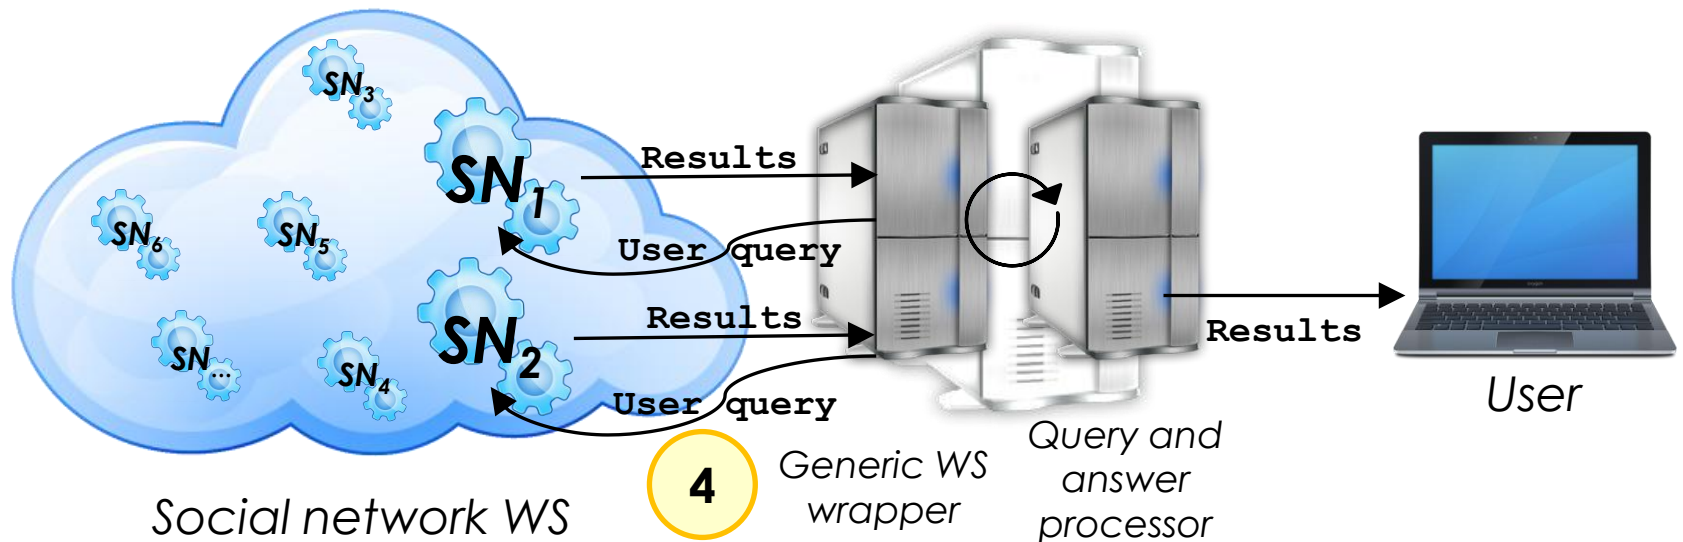 SN3
SN1
Results
SN6
SN5
User query
SN2
Results
Results
SN...
SN4
User query
User
4
Generic WS
wrapper
Query and
answer
processor
Social network WS